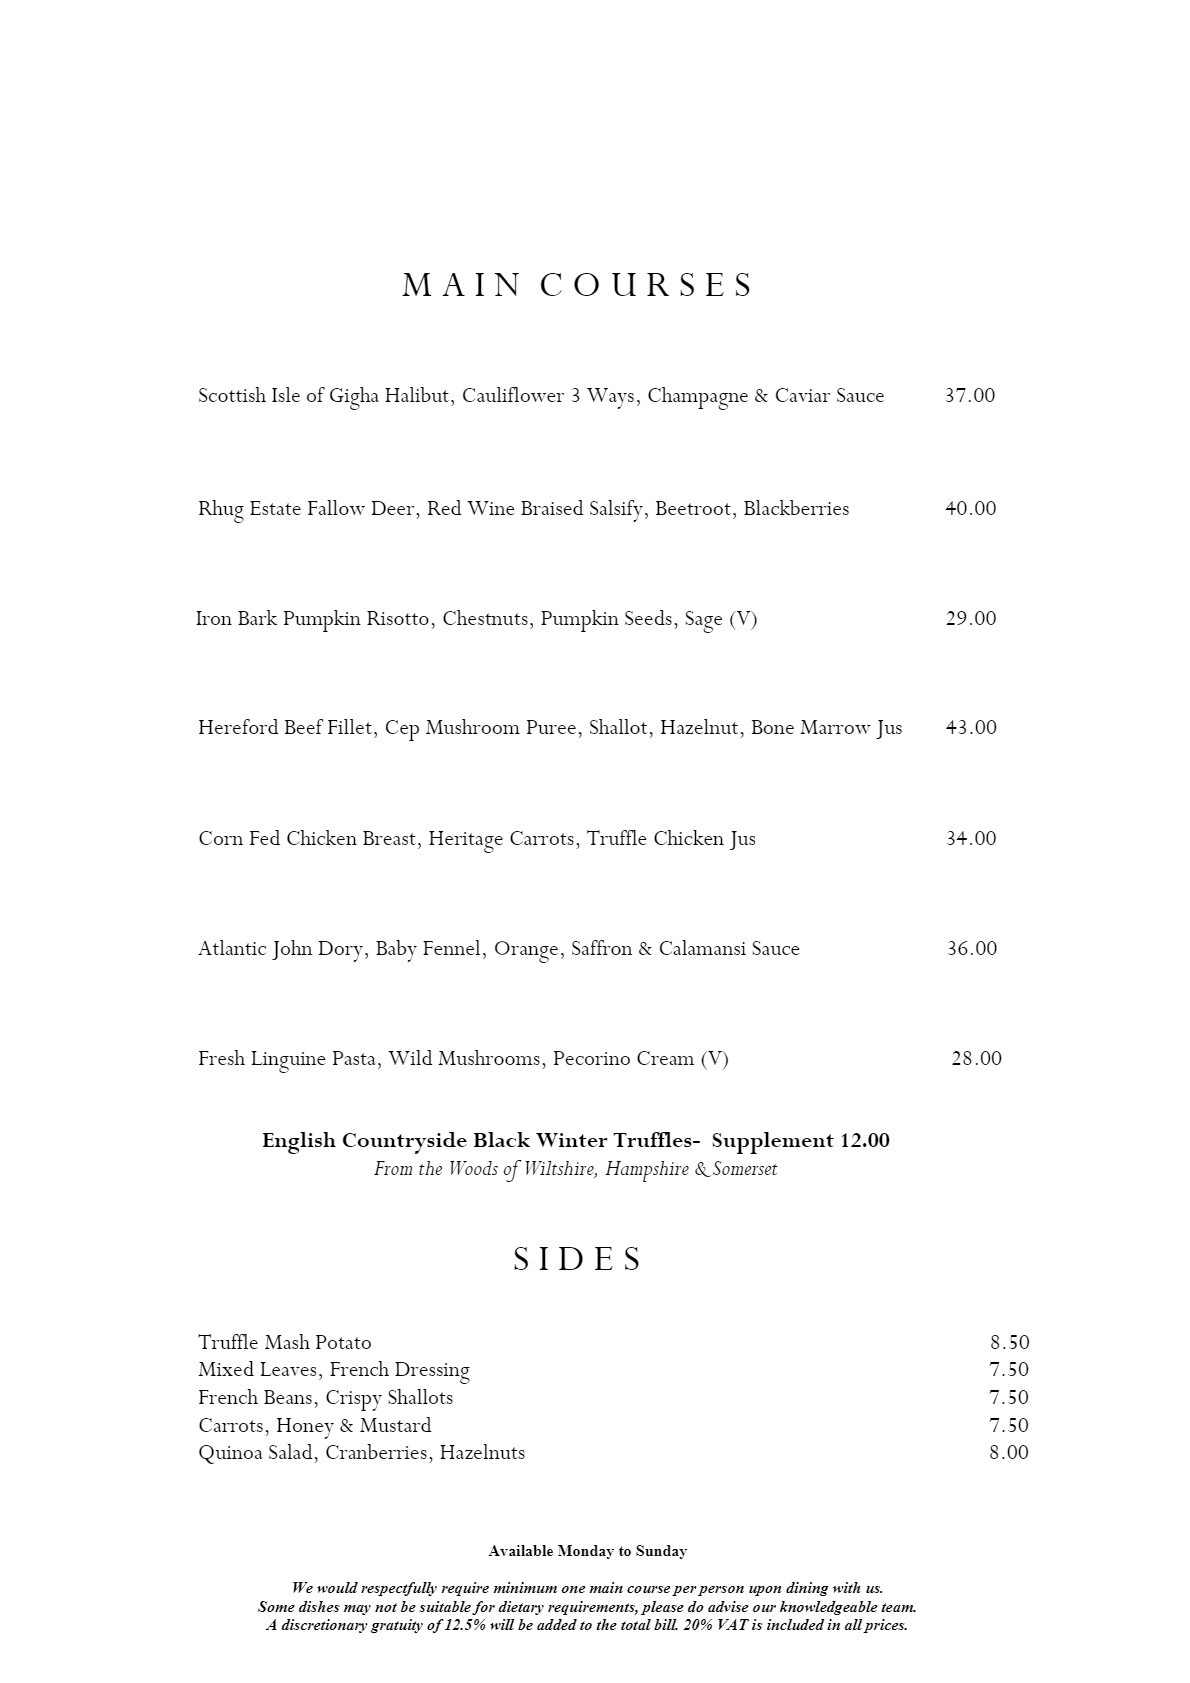 MAIN COURSES
Scottish Isle of Gigha Halibut, Cauliflower 3 Ways, Champagne & Caviar Sauce 37.00
Rhug Estate Fallow Deer, Red Wine Braised Salsify, Beetroot, Blackberries 40.00
Iron Bark Pumpkin Risotto, Chestnuts, Pumpkin Seeds, Sage (V) 29.00
Hereford Beef Fillet, Cep Mushroom Puree, Shallot, Hazelnut, Bone Marrow Jus 43.00
Corn Fed Chicken Breast, Heritage Carrots, Truffle Chicken Jus 34.00
Atlantic John Dory, Baby Fennel, Orange, Saffron & Calamansi Sauce 36.00
Fresh Linguine Pasta, Wild Mushrooms, Pecorino Cream (V) 28.00
English Countryside Black Winter Truffles- Supplement 12.00
From the Woods of Wiltshire, Hampshire & Somerset
SIDES
Truffle Mash Potato 8.50
Mixed Leaves, French Dressing 7.50
French Beans, Crispy Shallots 7.50
Carrots, Honey & Mustard 7.50
Quinoa Salad, Cranberries, Hazelnuts 8.00
Available Monday to Sunday
We would respectfully require minimum one main course per person upon dining with us.
Some dishes may not be suitable for dietary requirements, please do advise our knowledgeable team.
A discretionary gratuity of 12.5% will be added to the total bill. 20% VAT is included in all prices.